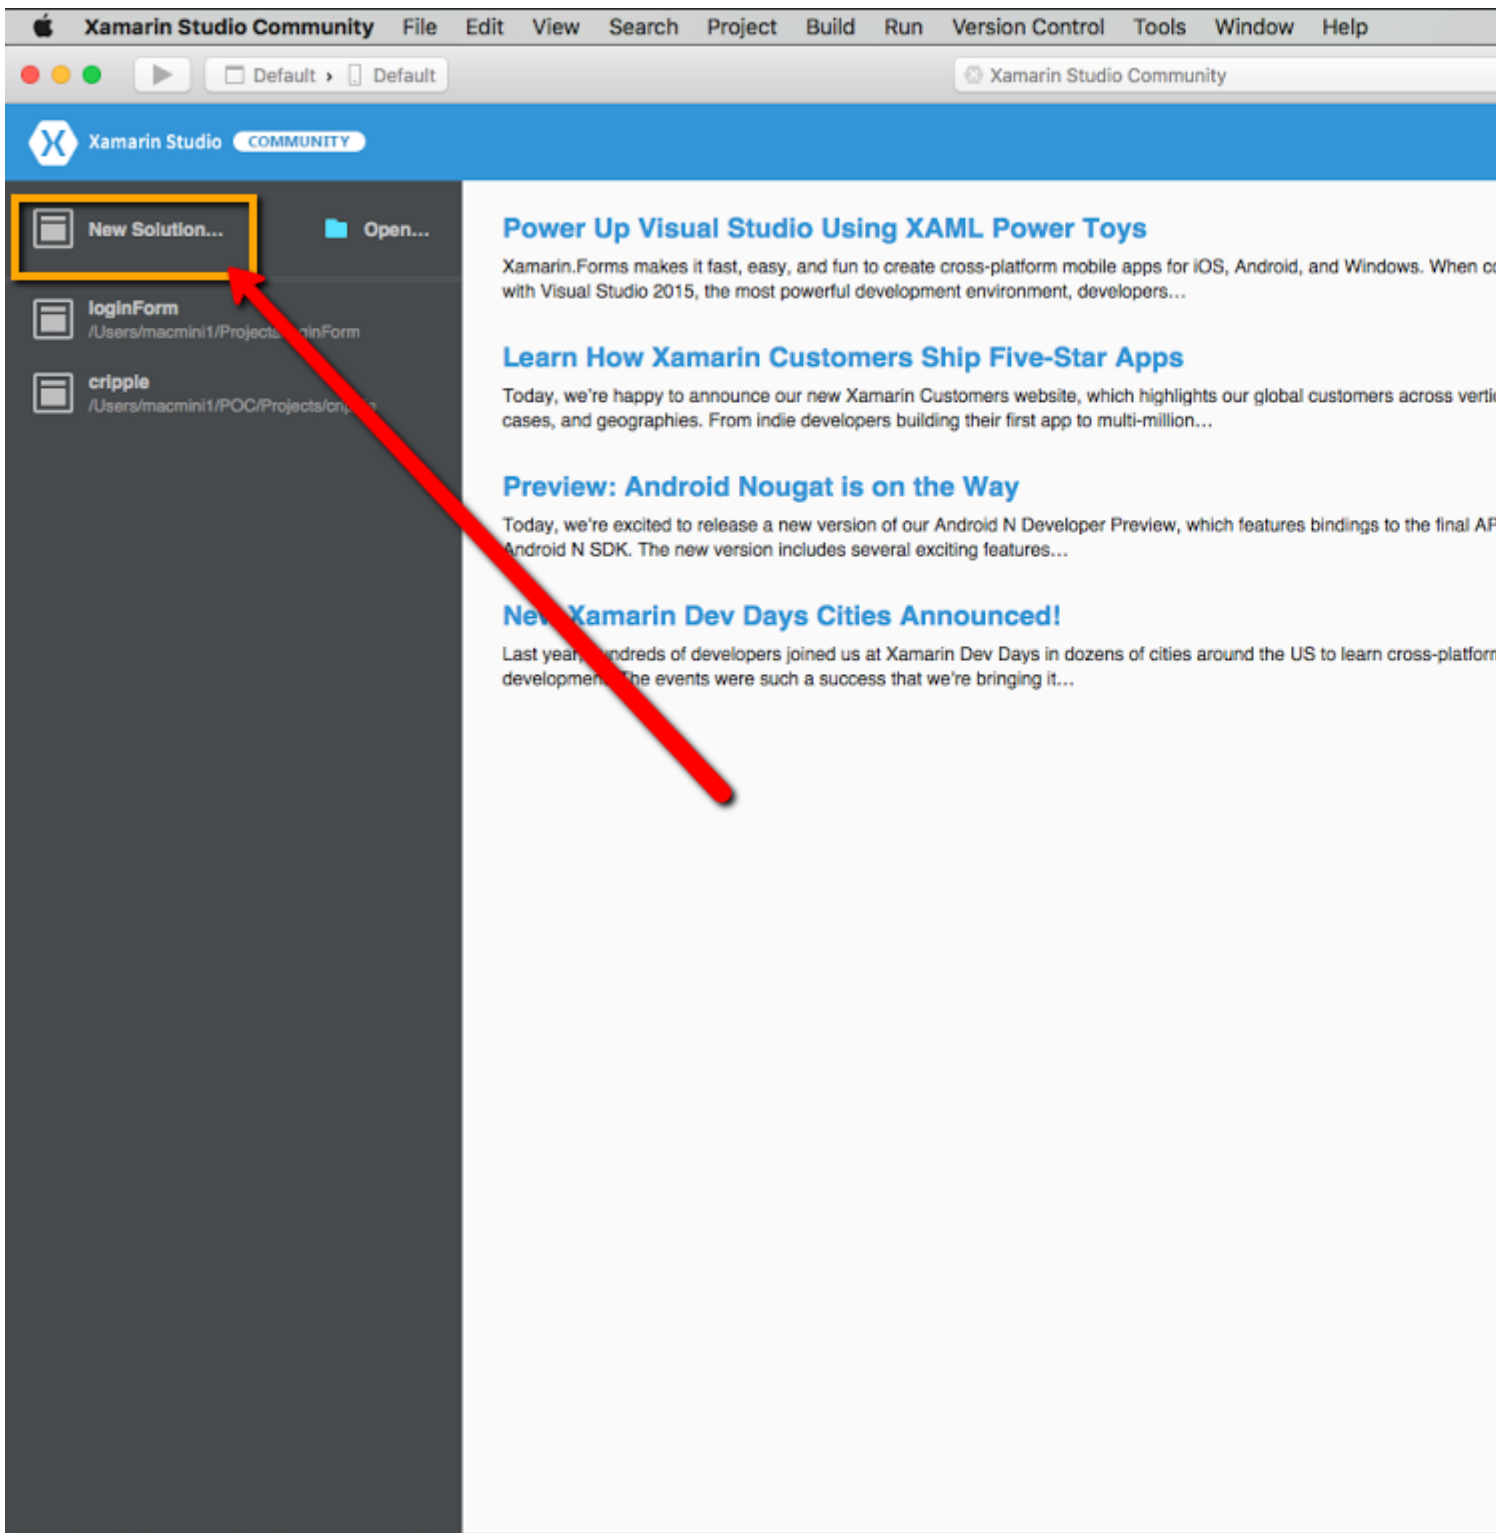 Xamarin Studio Community File Edit View Search Project Build Run Version Control Tools Window Help
Default › Default
Xamarin Studio Community
Xamarin Studio COMMUNITY
New Solution... Open...
loginForm
/Users/macmini1/Projects
cripple
/Users/macmini1/POC/Projects/
Power Up Visual Studio Using XAML Power Toys
Xamarin.Forms makes it fast, easy, and fun to create cross-platform mobile apps for iOS, Android, and Windows. When
with Visual Studio 2015, the most powerful development environment, developers...
Learn How Xamarin Customers Ship Five-Star Apps
Today, we're happy to announce our new Xamarin Customers website, which highlights our global customers across
cases, and geographies. From indie developers building their first app to multi-million...
Preview: Android Nougat is on the Way
Today, we're excited to release a new version of our Android N Developer Preview, which features bindings to the final
Android N SDK. The new version includes several exciting features...
New Xamarin Dev Days Cities Announced!
Last year, hundreds of developers joined us at Xamarin Dev Days in dozens of cities around the US to learn cross-platform
development. The events were such a success that we're bringing it...